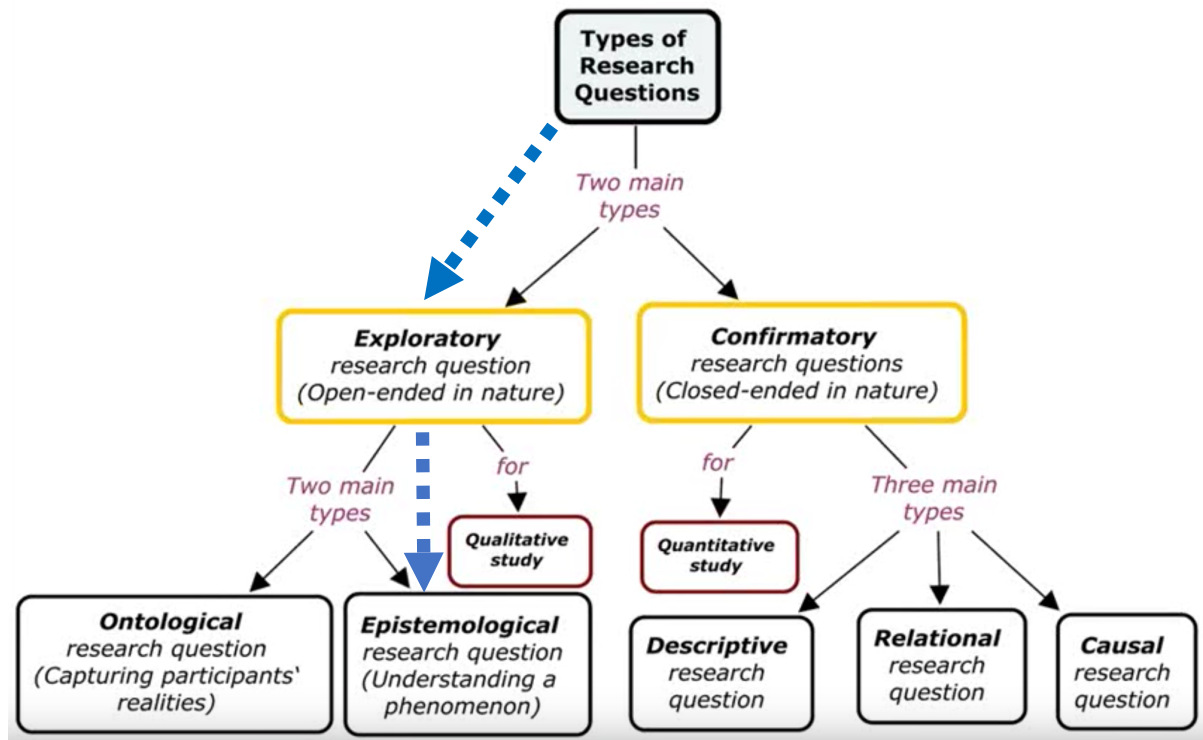 Types of
Research
Questions
Two main
types
Exploratory
research question
(Open-ended in nature)
Confirmatory
research questions
(Closed-ended in nature)
Two main
types
for
for
Three main
types
Qualitative
study
Quantitative
study
Ontological
research question
(Capturing participants'
realities)
Epistemological
research question
(Understanding a
phenomenon)
Descriptive
research
question
Relational
research
question
Causal
research
question